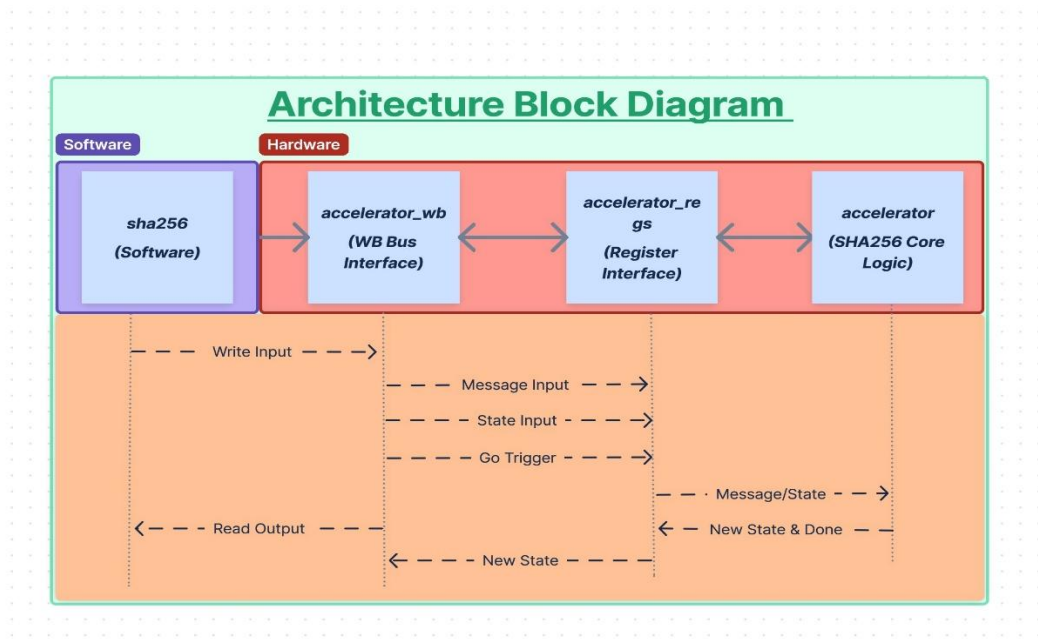 Architecture Block Diagram
Software
Hardware
sha256
(Software)
accelerator_wb
(WB Bus
Interface)
accelerator_re
gs
(Register
Interface)
accelerator
(SHA256 Core
Logic)
Write Input
Message Input
State Input
Go Trigger
Message/State
Read Output
New State & Done
New State